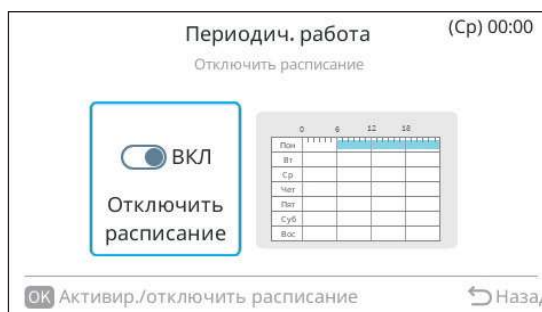 Периодич. работа
(Ср) 00:00
Отключить расписание
ВКЛ
Отключить
расписание
0 6 12 18
Пон
Вт
Ср
Чет
Пят
Суб
Вос
OK Активир./отключить расписание
Назад